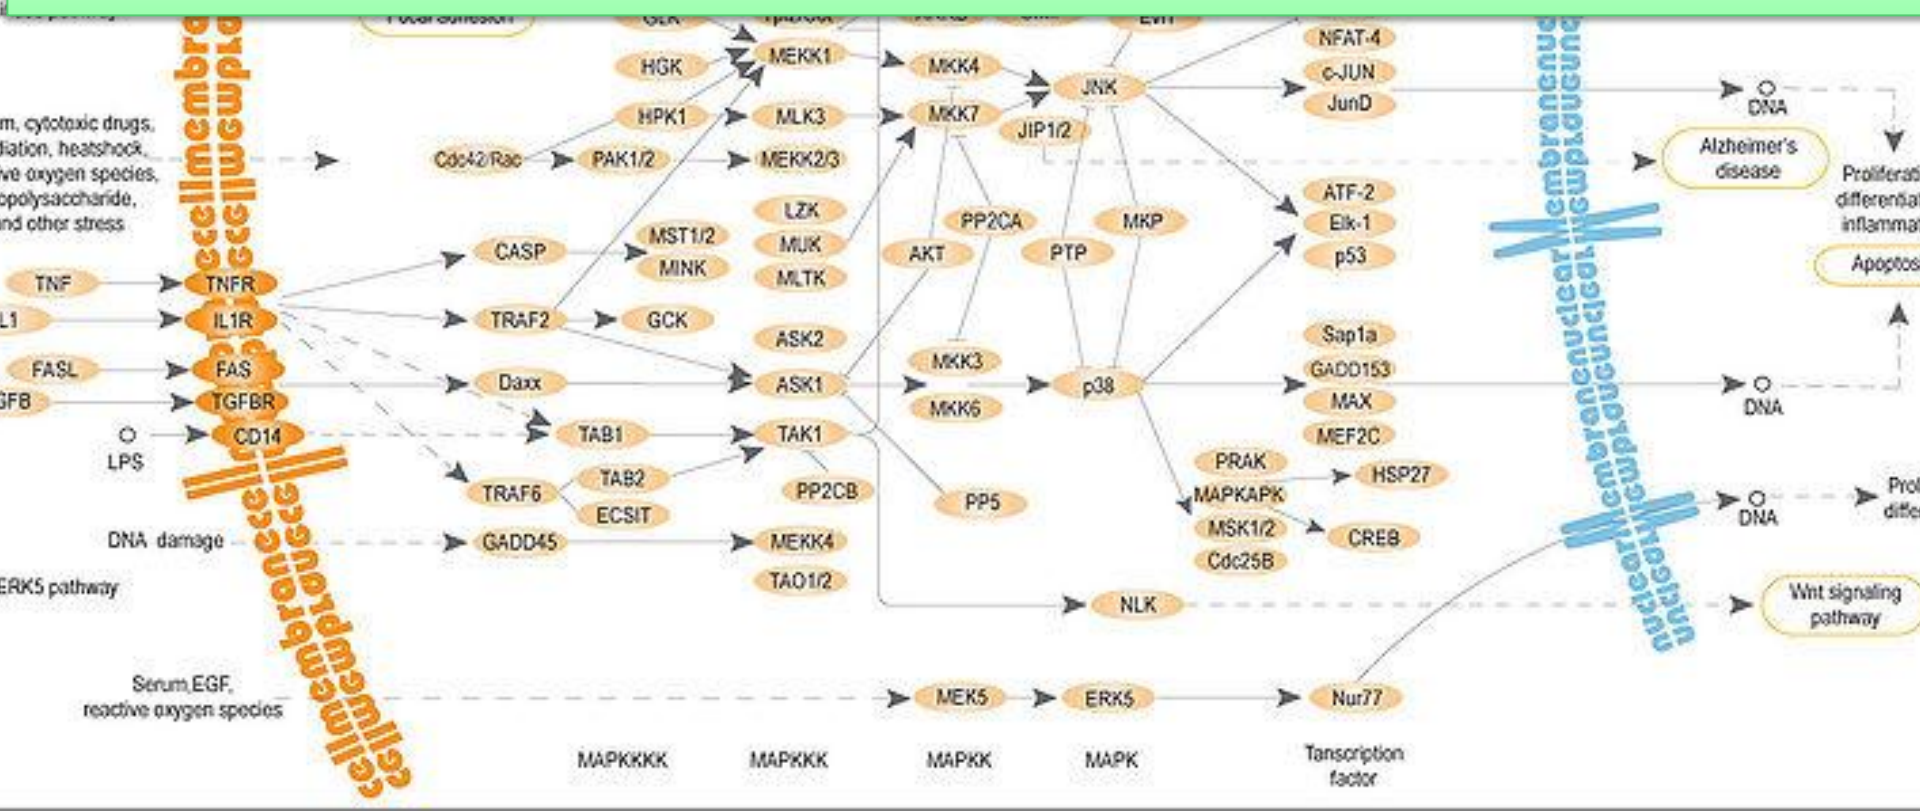 HGK
MEKK1
MKK4
JNK
NFAT-4
c-JUN
JunD
DNA
HPK1
MLK3
MKK7
JIP1/2
cytotoxic drugs,
heatshock,
oxygen species,
and other stress
Cdc42/Rac
PAK1/2
MEKK2/3
Alzheimer's
disease
LZK
MUK
MLTK
PP2CA
MKP
AKT
PTP
ATF-2
Elk-1
p53
CASP
MST1/2
MINK
TNF
TNFR
IL1R
TRAF2
GCK
ASK2
FASL
FAS
TGFBR
Daxx
ASK1
MKK3
MKK6
p38
Sap1a
GADD153
MAX
MEF2C
DNA
LPS
CD14
TAB1
TAK1
TAB2
TRAF6
ECSIT
PP2CB
PP5
PRAK
MAPKAPK
MSK1/2
Cdc25B
HSP27
CREB
DNA
DNA damage
GADD45
MEKK4
TAO1/2
ERK5 pathway
NLK
Wnt signaling
pathway
Serum,EGF,
reactive oxygen species
MEK5
ERK5
Nur77
MAPKKKK
MAPKKK
MAPKK
MAPK
Tanscription
factor